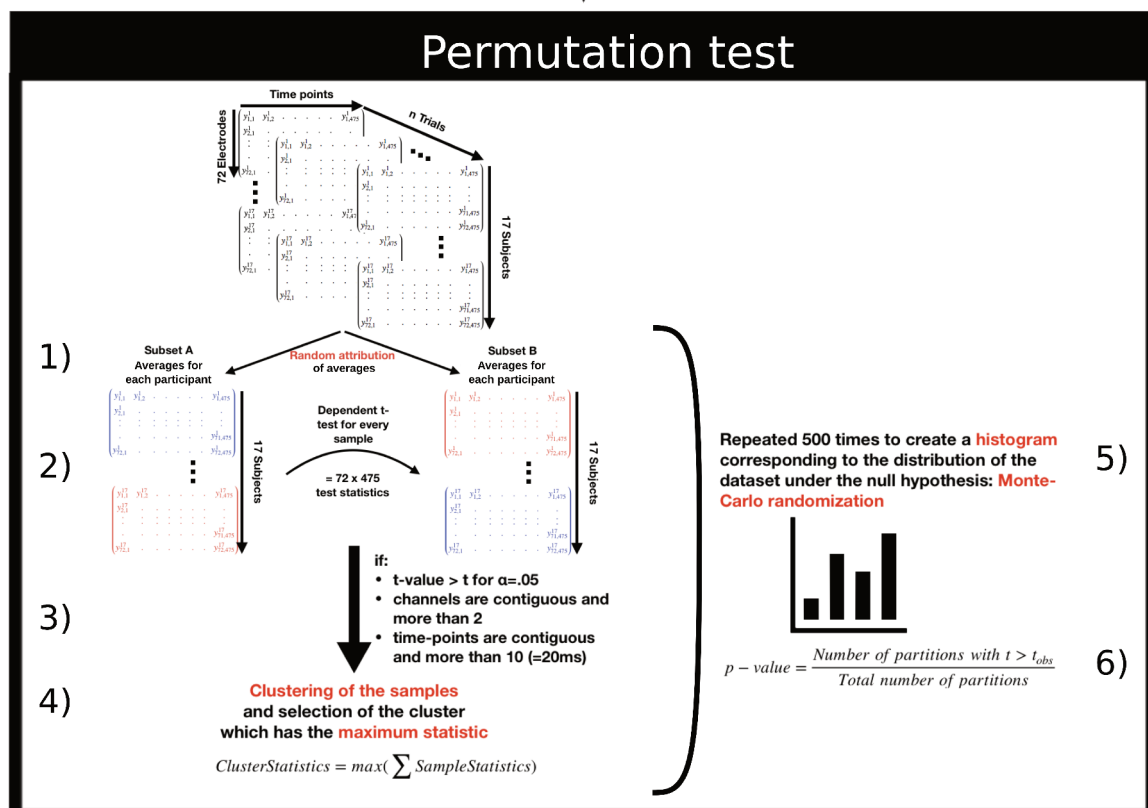 Permutation test
Time points
n Trials
72 Electrodes
17 Subjects
1)
Subset A
Averages for
each participant
Random attribution
of averages
Subset B
Averages for
each participant
2)
17 Subjects
Dependent t-
test for every
sample
= 72 x 475
test statistics
17 Subjects
3)
if:
• t-value > t for α=.05
• channels are contiguous and
more than 2
• time-points are contiguous
and more than 10 (=20ms)
4)
Clustering of the samples
and selection of the cluster
which has the maximum statistic
ClusterStatistics = max( ∑ SampleStatistics)
Repeated 500 times to create a histogram
corresponding to the distribution of the
dataset under the null hypothesis: Monte-
Carlo randomization
5)
p − value = Number of partitions with t > t_obs / Total number of partitions
6)